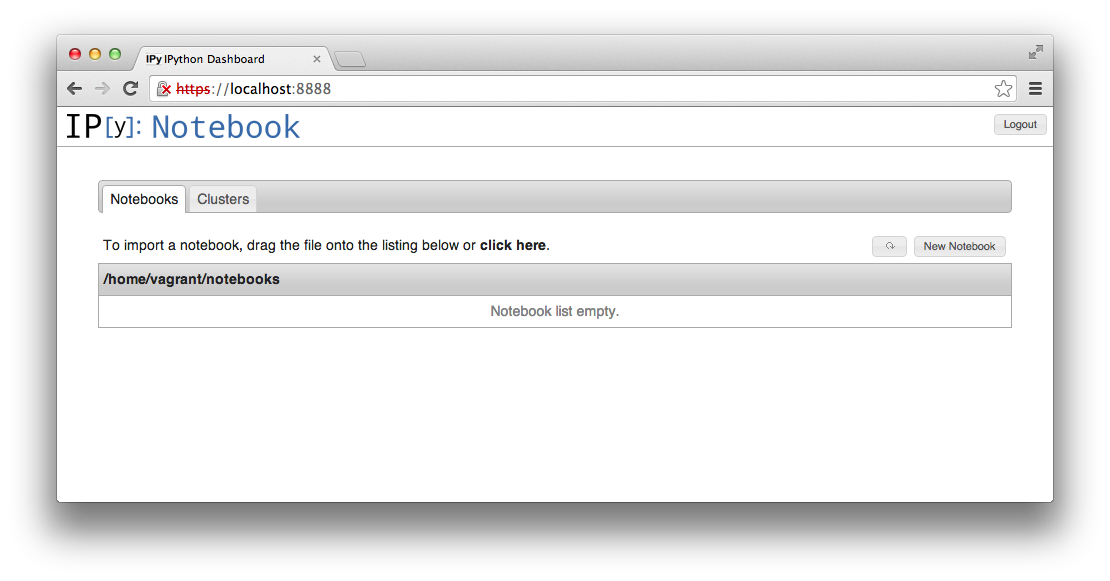 IPy IPython Dashboard
https://localhost:8888
IP[y]: Notebook
Logout
Notebooks
Clusters
To import a notebook, drag the file onto the listing below or click here.
New Notebook
/home/vagrant/notebooks
Notebook list empty.